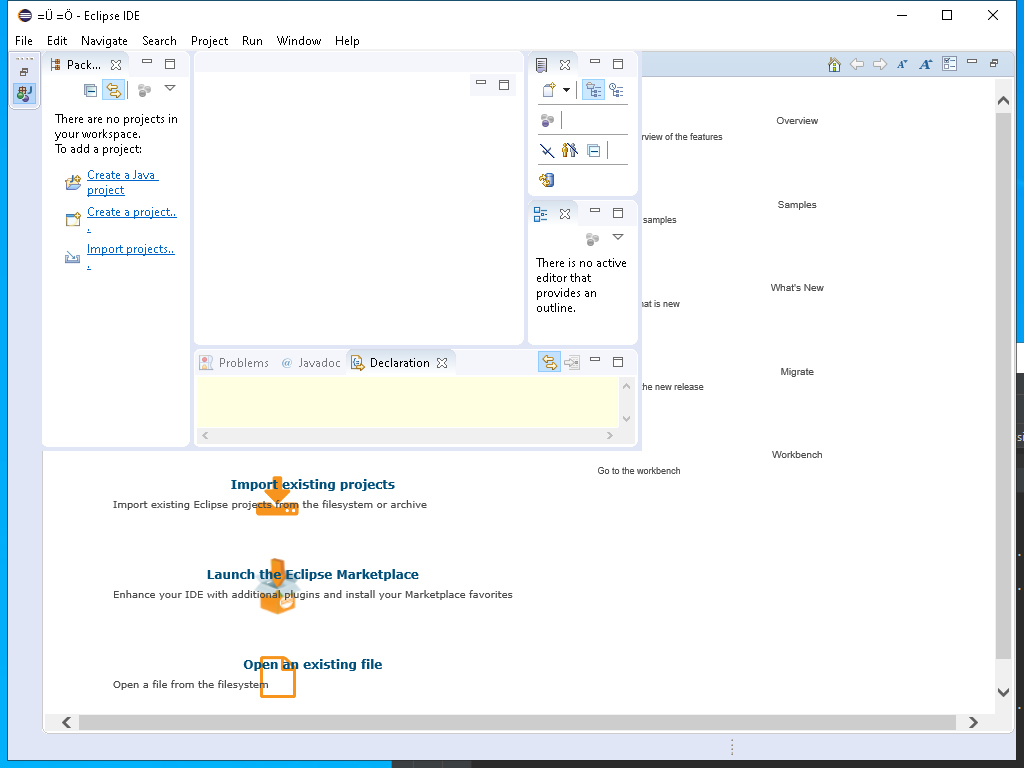 =Ü =Ö - Eclipse IDE
File Edit Navigate Search Project Run Window Help
Pack...
There are no projects in
your workspace.
To add a project:
Create a Java
project
Create a project..
.
Import projects..
.
There is no active
editor that
provides an
outline.
Problems @ Javadoc Declaration
Overview
rview of the features
Samples
samples
What's New
hat is new
Migrate
the new release
Workbench
Go to the workbench
Import existing projects
Import existing Eclipse projects from the filesystem or archive
Launch the Eclipse Marketplace
Enhance your IDE with additional plugins and install your Marketplace favorites
Open an existing file
Open a file from the filesystem
si